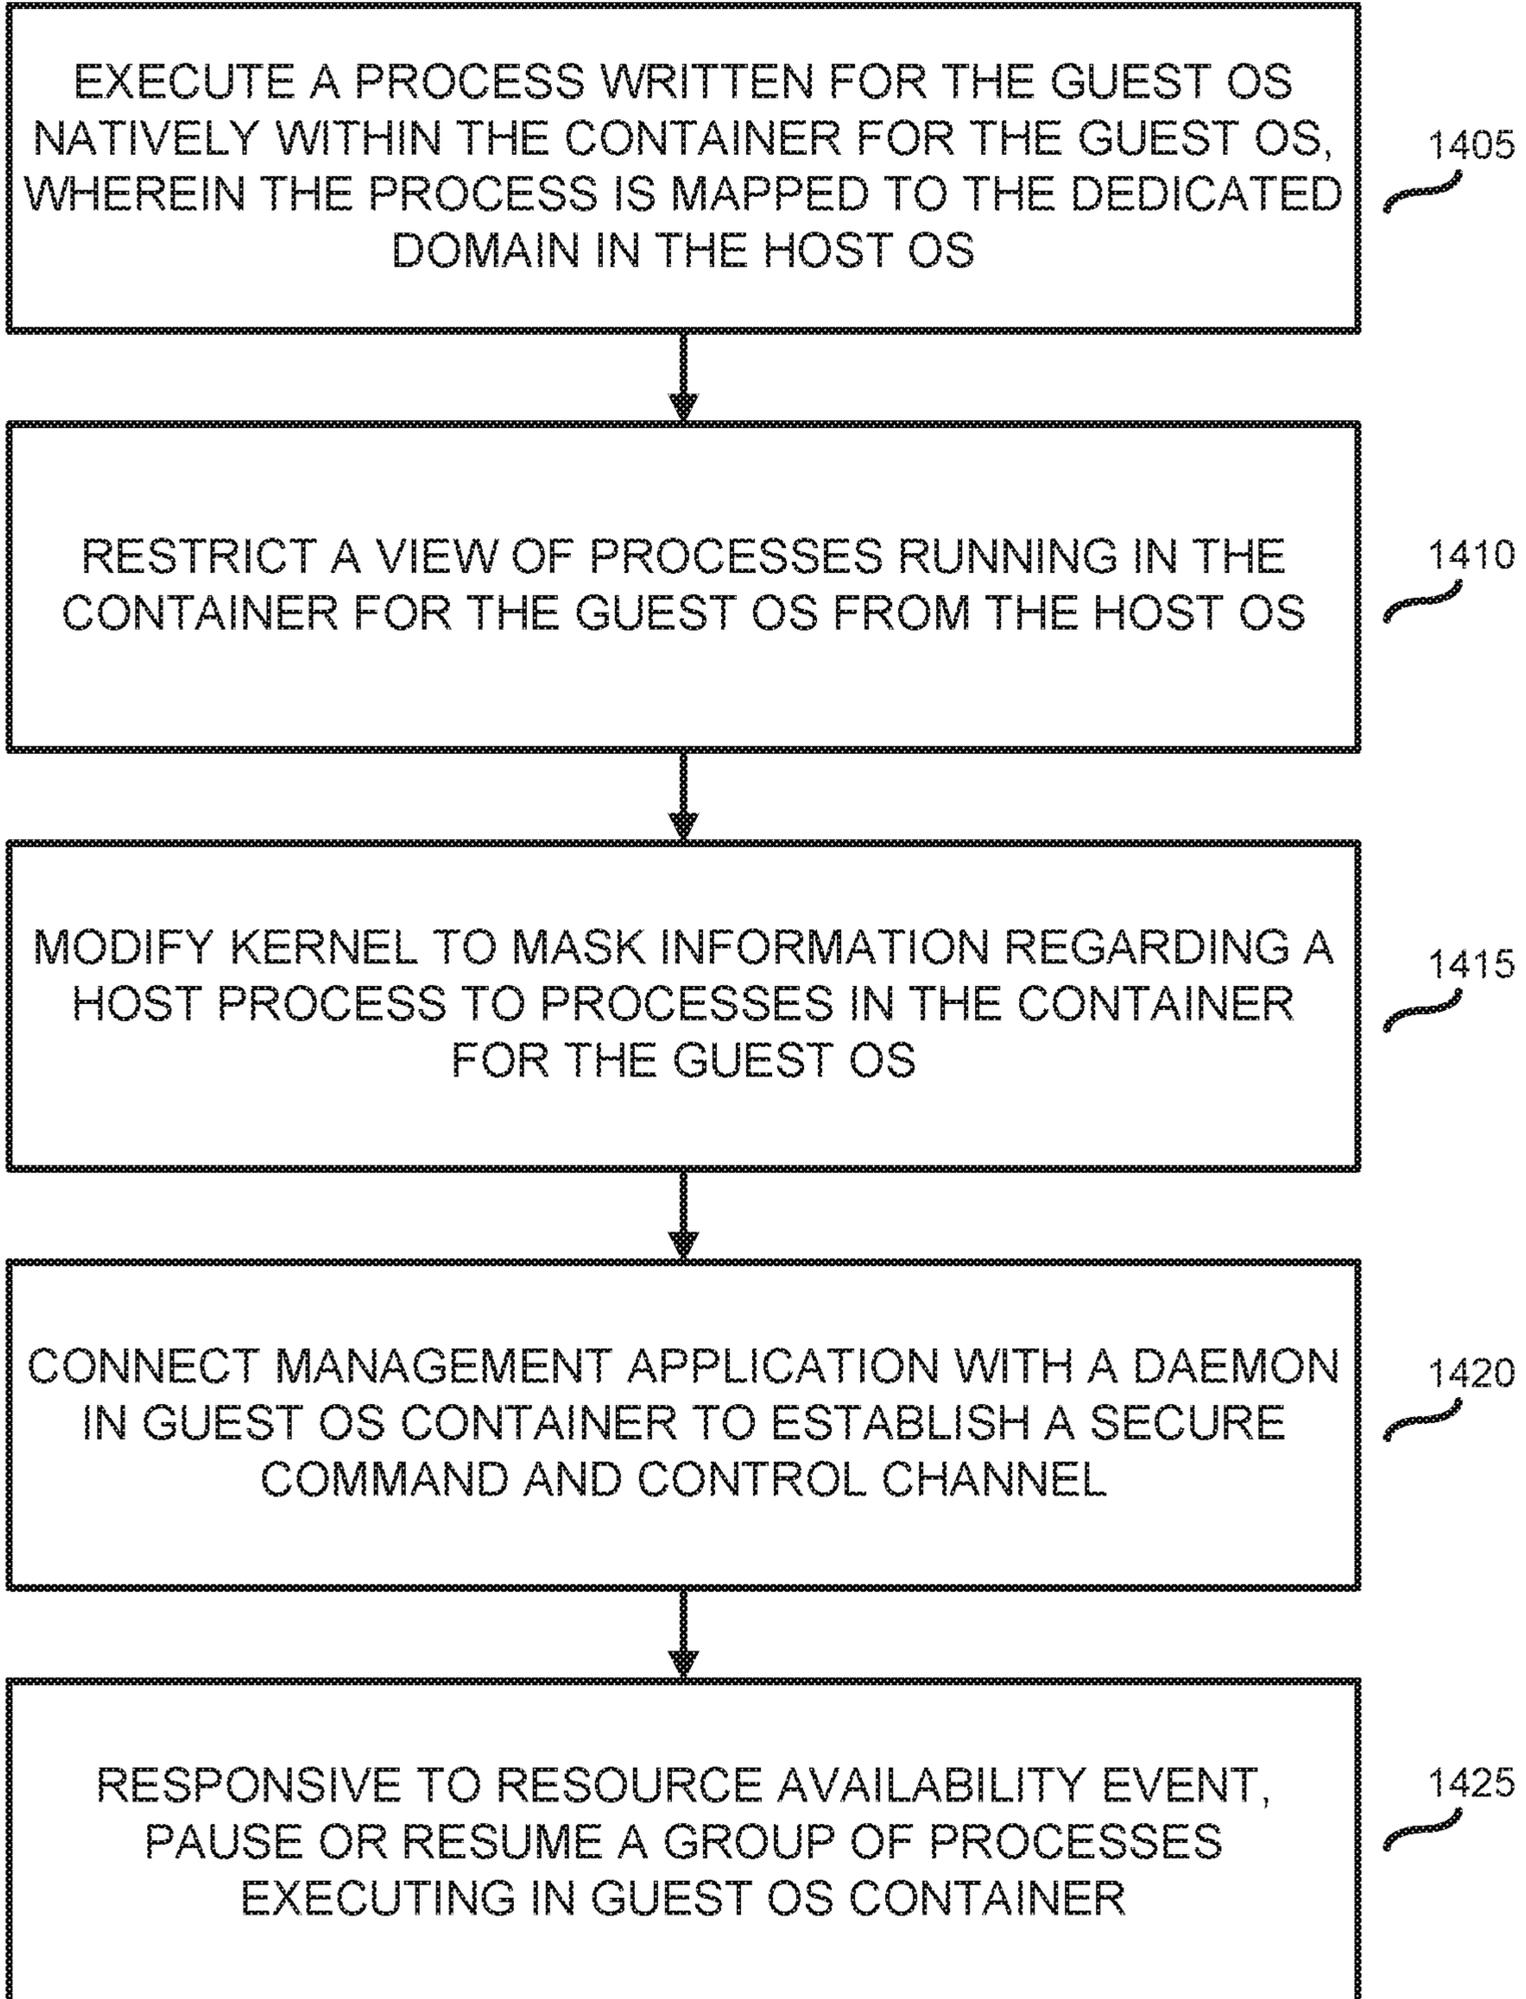 EXECUTE A PROCESS WRITTEN FOR THE GUEST OS
NATIVELY WITHIN THE CONTAINER FOR THE GUEST OS,
WHEREIN THE PROCESS IS MAPPED TO THE DEDICATED
DOMAIN IN THE HOST OS
1405
RESTRICT A VIEW OF PROCESSES RUNNING IN THE
CONTAINER FOR THE GUEST OS FROM THE HOST OS
1410
MODIFY KERNEL TO MASK INFORMATION REGARDING A
HOST PROCESS TO PROCESSES IN THE CONTAINER
FOR THE GUEST OS
1415
CONNECT MANAGEMENT APPLICATION WITH A DAEMON
IN GUEST OS CONTAINER TO ESTABLISH A SECURE
COMMAND AND CONTROL CHANNEL
1420
RESPONSIVE TO RESOURCE AVAILABILITY EVENT,
PAUSE OR RESUME A GROUP OF PROCESSES
EXECUTING IN GUEST OS CONTAINER
1425